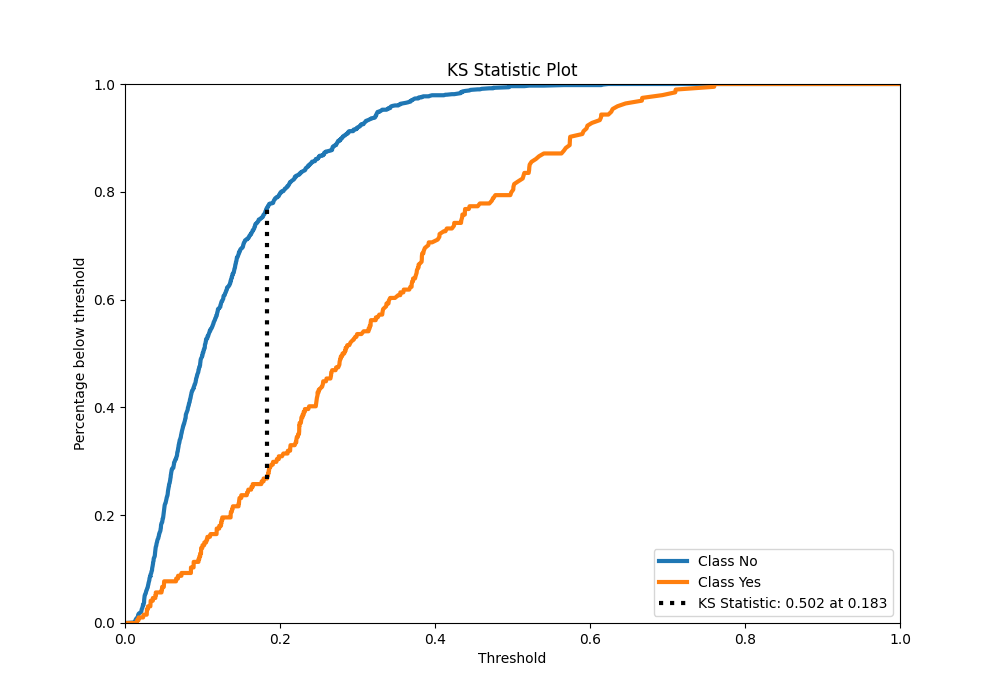 KS Statistic Plot
1.0
0.8
0.6
0.4
0.2
0.0
Percentage below threshold
0.0 0.2 0.4 0.6 0.8 1.0
Threshold
Class No
Class Yes
KS Statistic: 0.502 at 0.183